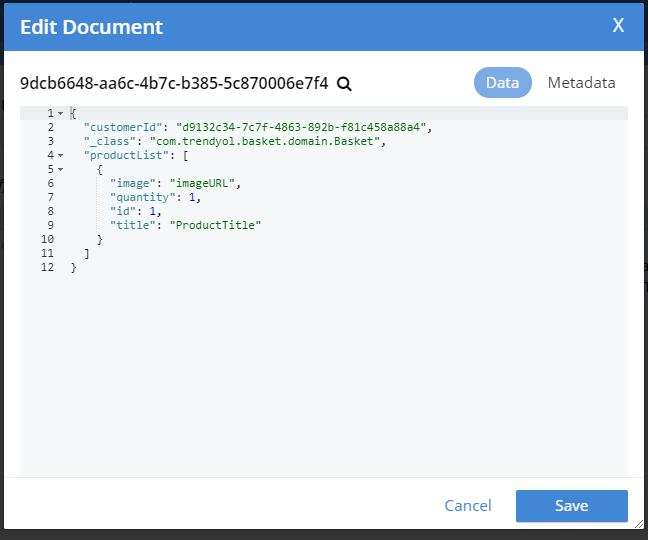 Edit Document X
9dcb6648-aa6c-4b7c-b385-5c870006e7f4 Data Metadata
1 {
2 "customerId": "d9132c34-7c7f-4863-892b-f81c458a88a4",
3 "_class": "com.trendyol.basket.domain.Basket",
4 "productList": [
5 {
6 "image": "imageURL",
7 "quantity": 1,
8 "id": 1,
9 "title": "ProductTitle"
10 }
11 ]
12 }
Cancel Save